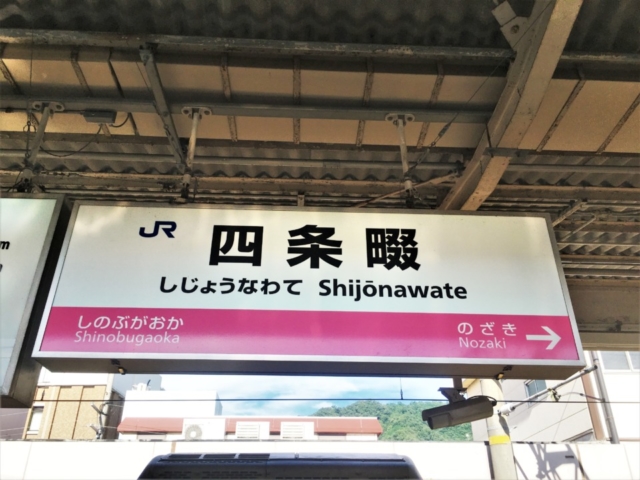 JR 四条畷
しじょうなわて Shijōnawate
しのぶがおか
Shinobugaoka
のざき
Nozaki